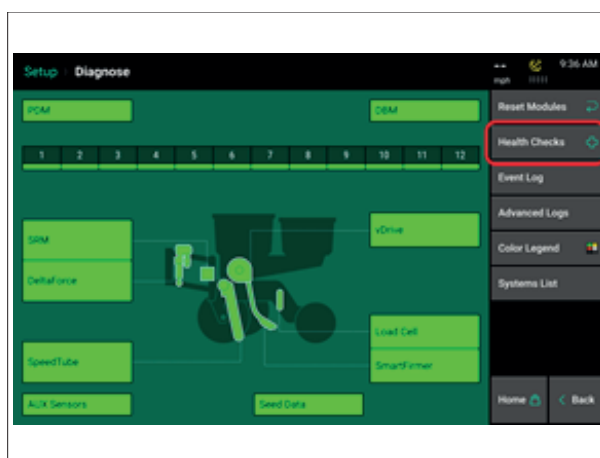 Setup Diagnose
-- 9:36 AM
mph
PDM
DBM
1 2 3 4 5 6 7 8 9 10 11 12
SRM
DeltaForce
vDrive
Load Cell
SmartFirmer
SpeedTube
AUX Sensors
Seed Data
Reset Modules
Health Checks
Event Log
Advanced Logs
Color Legend
Systems List
Home
< Back